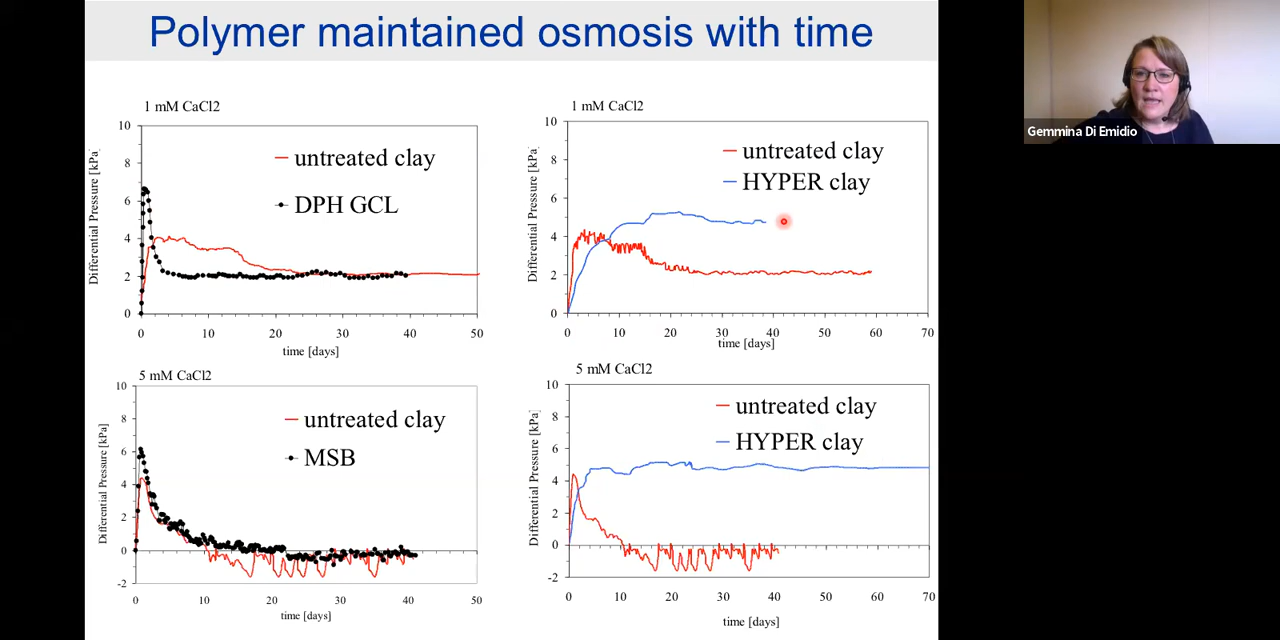 Polymer maintained osmosis with time
Gemmina Di Emidio
1 mM CaCl2
Differential Pressure [kPa]
10
8
6
4
2
0
untreated clay
DPH GCL
0 10 20 30 40 50
time [days]
1 mM CaCl2
Differential Pressure [kPa]
10
8
6
4
2
0
untreated clay
HYPER clay
0 10 20 30 40 50 60 70
time [days]
5 mM CaCl2
Differential Pressure [kPa]
10
8
6
4
2
0
-2
untreated clay
MSB
0 10 20 30 40 50
time [days]
5 mM CaCl2
Differential Pressure [kPa]
10
8
6
4
2
0
-2
untreated clay
HYPER clay
0 10 20 30 40 50 60 70
time [days]